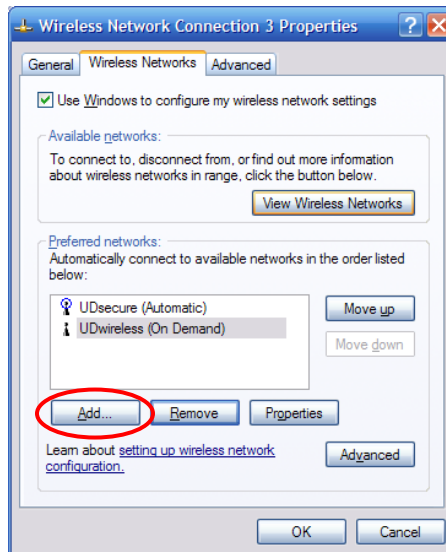 Wireless Network Connection 3 Properties
General Wireless Networks Advanced
Use Windows to configure my wireless network settings
Available networks:
To connect to, disconnect from, or find out more information
about wireless networks in range, click the button below.
View Wireless Networks
Preferred networks:
Automatically connect to available networks in the order listed
below:
UDsecure (Automatic)
UDwireless (On Demand)
Move up
Move down
Add... Remove Properties
Learn about setting up wireless network
configuration.
Advanced
OK Cancel